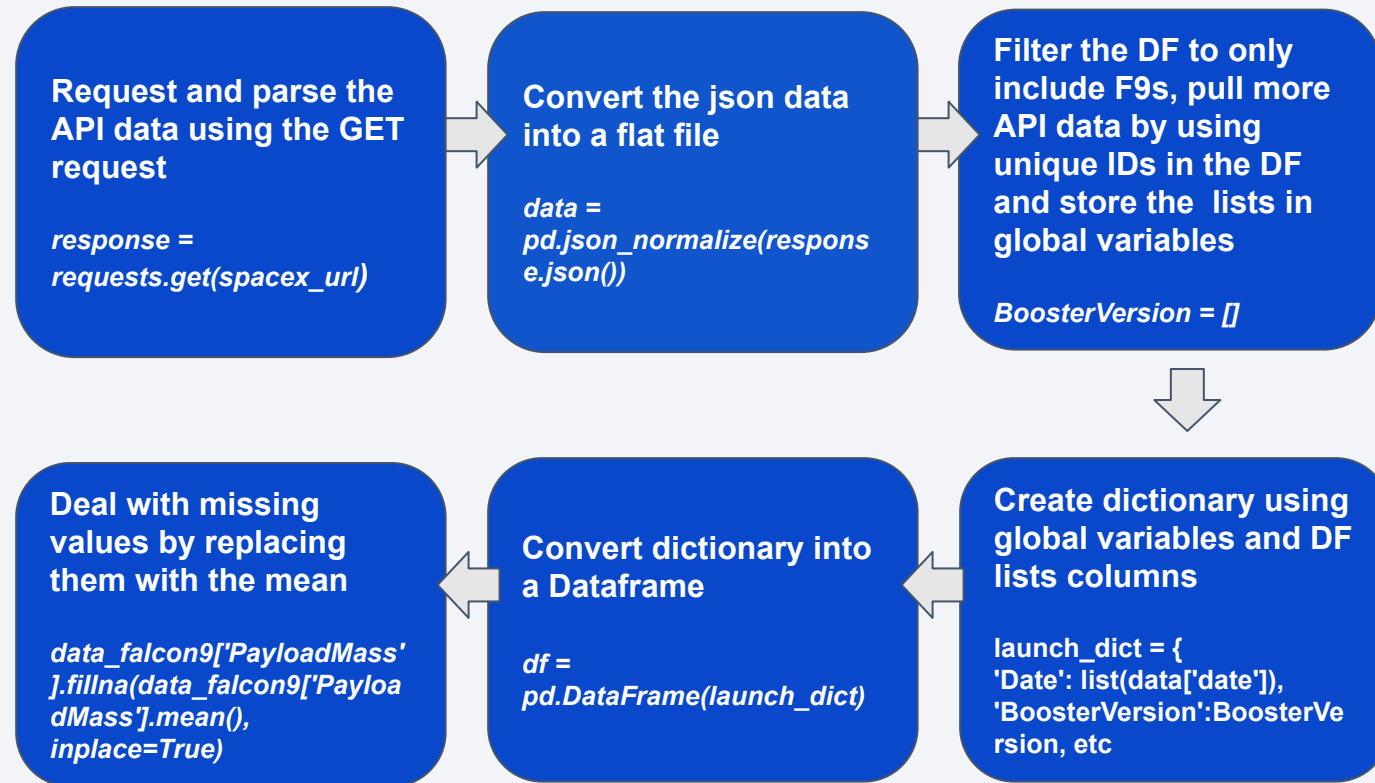 Request and parse the
API data using the GET
request
response =
requests.get(spacex_url)
Convert the json data
into a flat file
data =
pd.json_normalize(respons
e.json())
Filter the DF to only
include F9s, pull more
API data by using
unique IDs in the DF
and store the  lists in
global variables
BoosterVersion = []
Create dictionary using
global variables and DF
lists columns
launch_dict = {
'Date': list(data['date']),
'BoosterVersion':BoosterVe
rsion, etc
Convert dictionary into
a Dataframe
df =
pd.DataFrame(launch_dict)
Deal with missing
values by replacing
them with the mean
data_falcon9['PayloadMass'
].fillna(data_falcon9['Payloa
dMass'].mean(),
inplace=True)